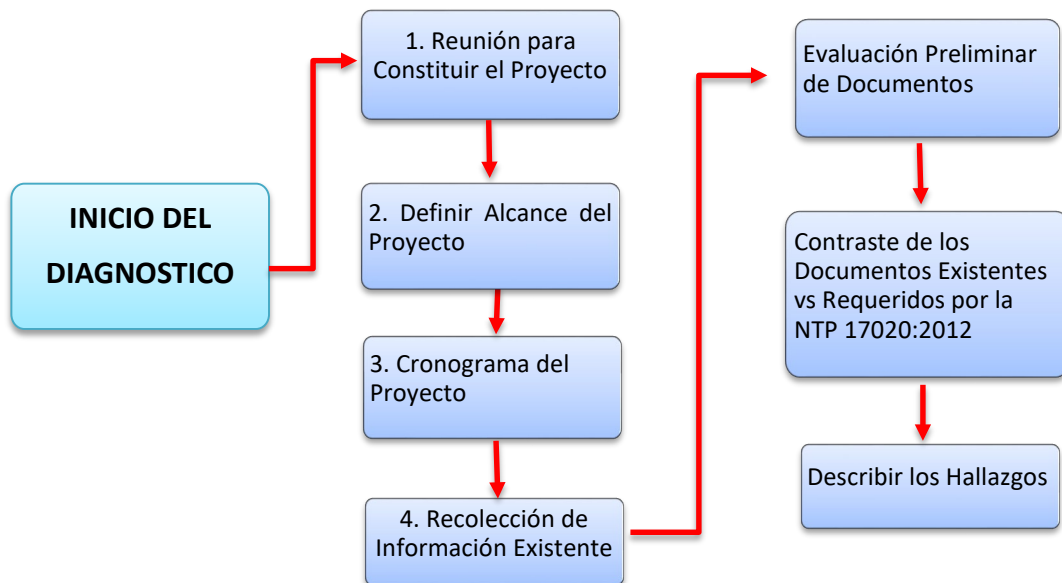 INICIO DEL
DIAGNOSTICO
1. Reunión para
Constituir el Proyecto
2. Definir Alcance del
Proyecto
3. Cronograma del
Proyecto
4. Recolección de
Información Existente
Evaluación Preliminar
de Documentos
Contraste de los
Documentos Existentes
vs Requeridos por la
NTP 17020:2012
Describir los Hallazgos